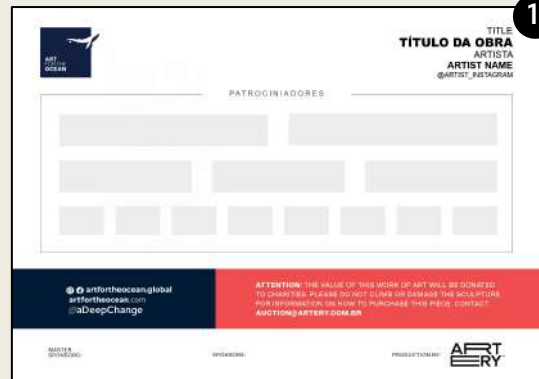 1
ART
FOR THE
OCEAN
TITLE
TÍTULO DA OBRA
ARTISTA
ARTIST NAME
@ARTIST_INSTAGRAM
PATROCINIADORES
artfortheocean.global
artfortheocean.com
@aDeepChange
ATTENTION: THE VALUE OF THIS WORK OF ART WILL BE DONATED
TO CHARITIES. PLEASE DO NOT CLIMB OR DAMAGE THE SCULPTURE
FOR INFORMATION ON HOW TO PURCHASE THIS PIECE, CONTACT:
AUCTION@ARTERY.COM.BR
MASTER
SPONSORS:
SPONSORS:
PRODUCTION BY:
ART
ERY